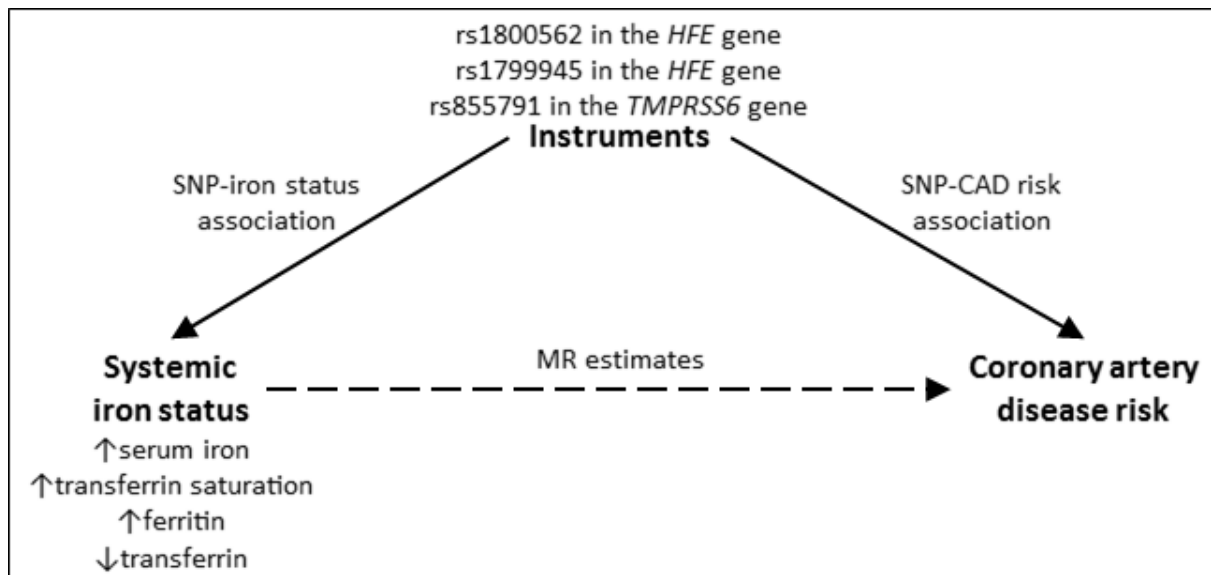 rs1800562 in the HFE gene
rs1799945 in the HFE gene
rs855791 in the TMPRSS6 gene
Instruments
SNP-iron status
association
SNP-CAD risk
association
MR estimates
Systemic
iron status
↑serum iron
↑transferrin saturation
↑ferritin
↓transferrin
Coronary artery
disease risk